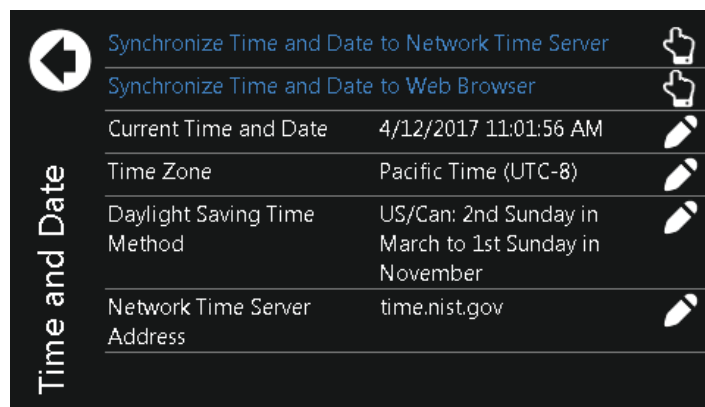 Time and Date
Synchronize Time and Date to Network Time Server
Synchronize Time and Date to Web Browser
Current Time and Date 4/12/2017 11:01:56 AM
Time Zone Pacific Time (UTC-8)
Daylight Saving Time US/Can: 2nd Sunday in
Method March to 1st Sunday in
November
Network Time Server time.nist.gov
Address